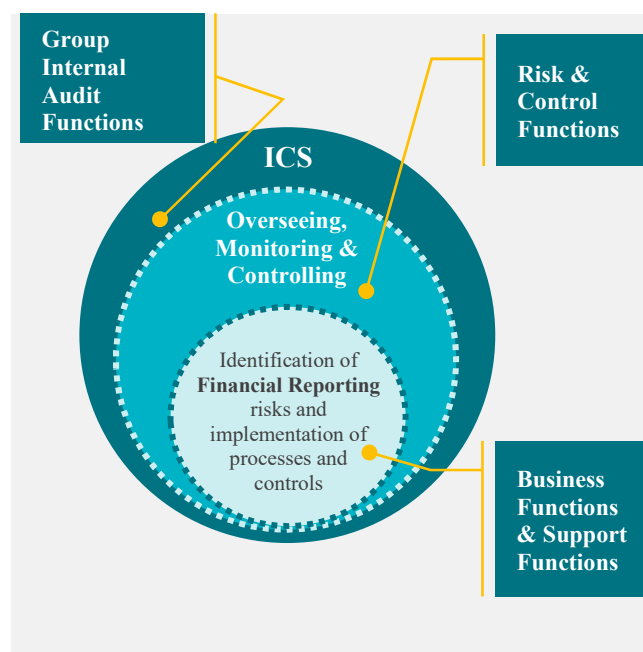 Group
Internal
Audit
Functions
Risk &
Control
Functions
ICS
Overseeing,
Monitoring &
Controlling
Identification of
Financial Reporting
risks and
implementation of
processes and
controls
Business
Functions
& Support
Functions